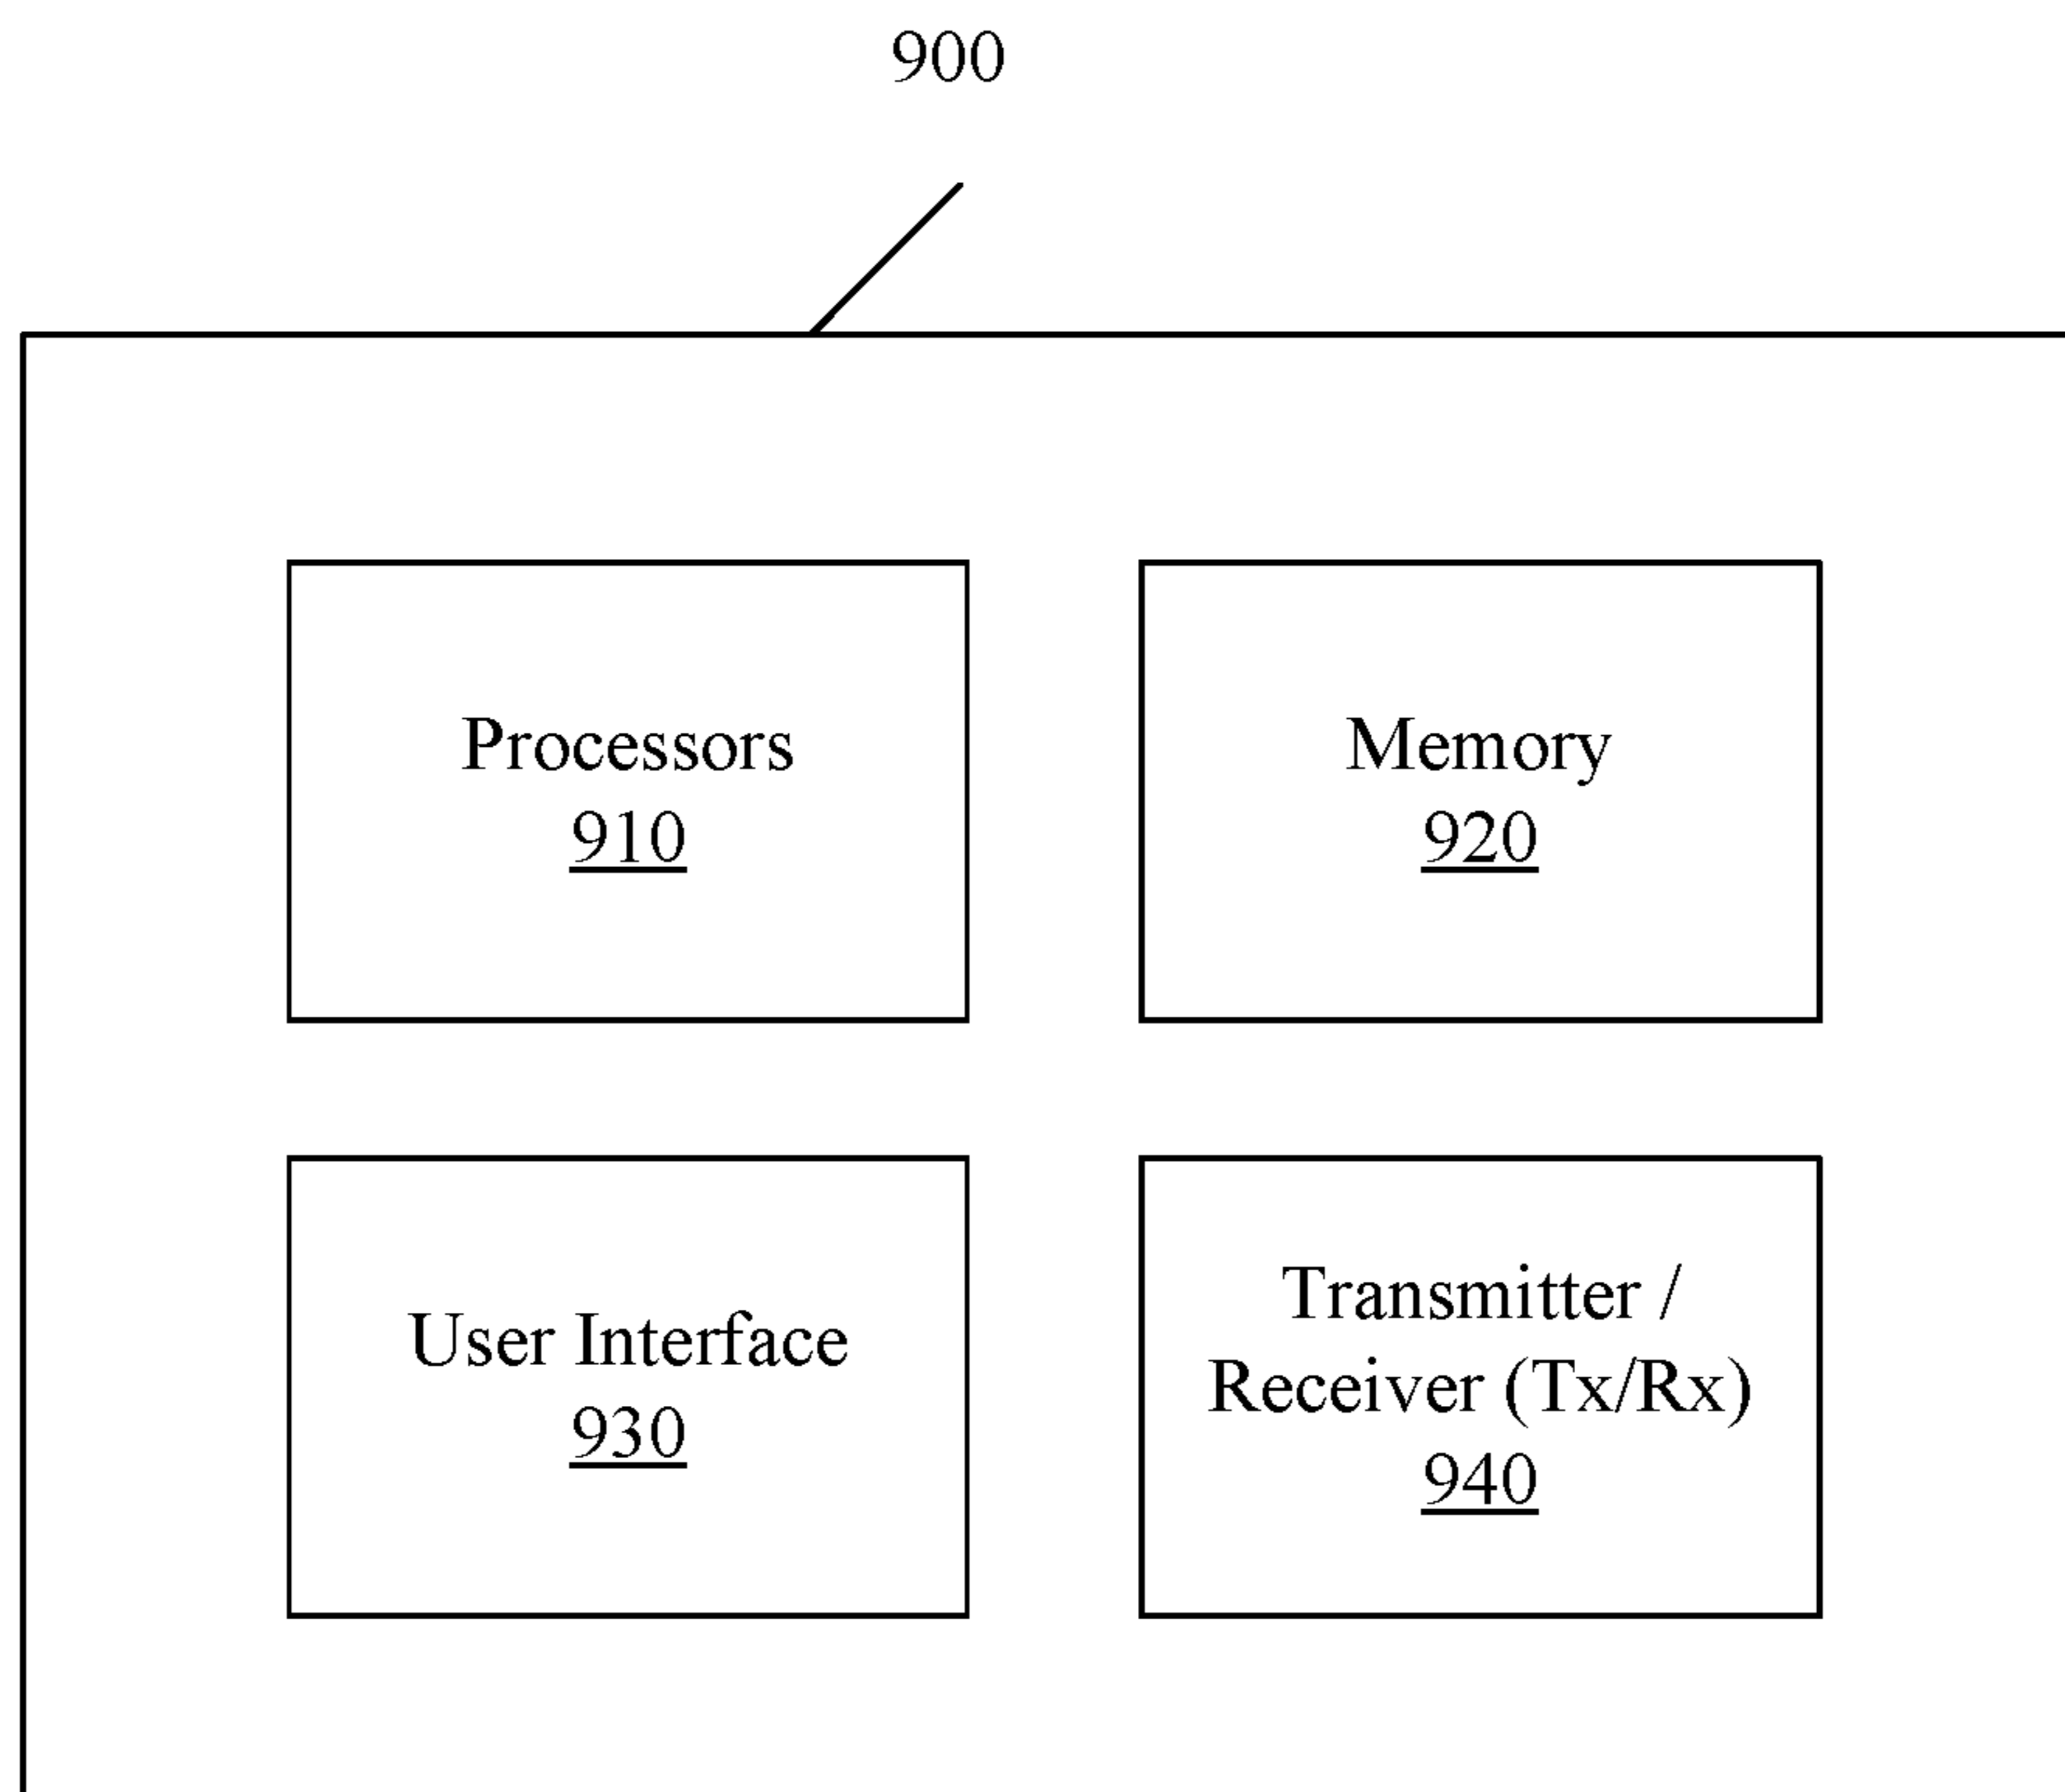 900
Processors
910
Memory
920
User Interface
930
Transmitter /
Receiver (Tx/Rx)
940